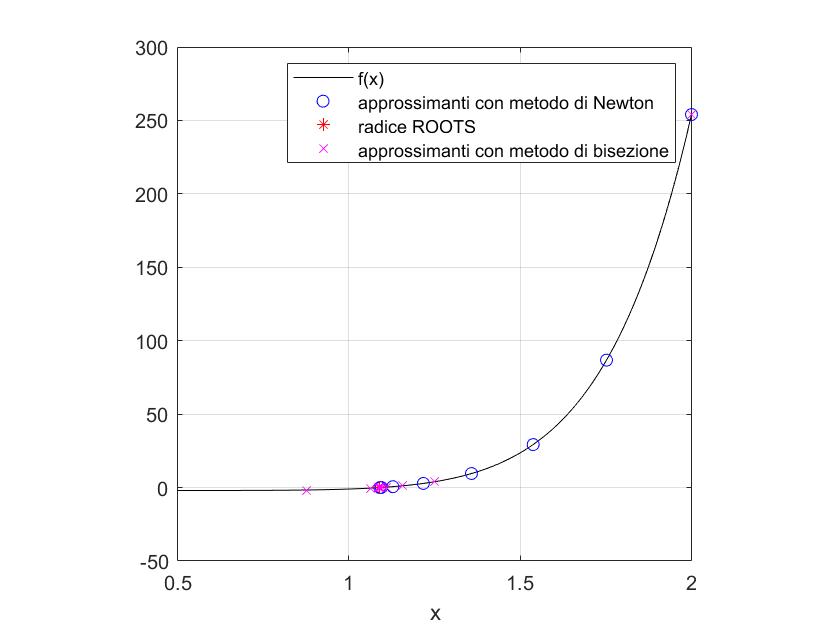 300
f(x)
approssimanti con metodo di Newton
radice ROOTS
approssimanti con metodo di bisezione
250
200
150
100
50
0
-50
0.5 1 1.5 2
x